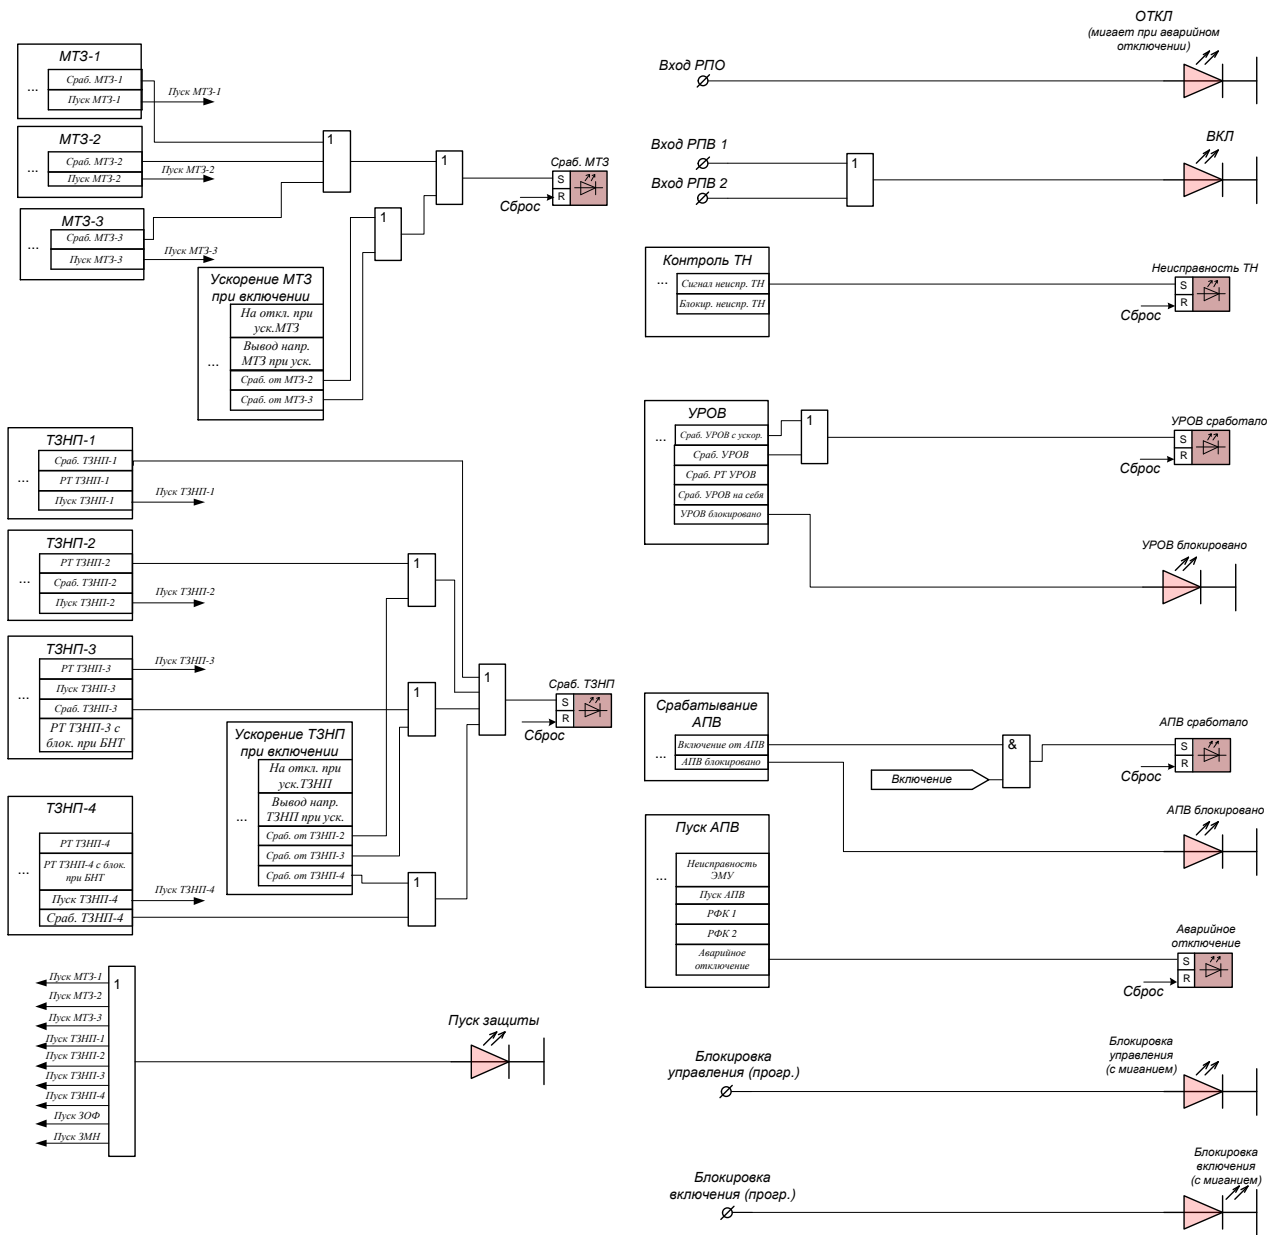 МТЗ-1
Сраб. МТЗ-1
...
Пуск МТЗ-1
Пуск МТЗ-1
МТЗ-2
Сраб. МТЗ-2
...
Пуск МТЗ-2
Пуск МТЗ-2
МТЗ-3
Сраб. МТЗ-3
...
Пуск МТЗ-3
Пуск МТЗ-3
1
1
1
Сраб. МТЗ
S
R
Сброс
Ускорение МТЗ
при включении
На откл. при
уск.МТЗ
Вывод напр.
МТЗ при уск.
...
Сраб. от МТЗ-2
Сраб. от МТЗ-3
ТЗНП-1
Сраб. ТЗНП-1
...
РТ ТЗНП-1
Пуск ТЗНП-1
Пуск ТЗНП-1
ТЗНП-2
РТ ТЗНП-2
...
Сраб. ТЗНП-2
Пуск ТЗНП-2
Пуск ТЗНП-2
ТЗНП-3
РТ ТЗНП-3
Пуск ТЗНП-3
Пуск ТЗНП-3
...
Сраб. ТЗНП-3
РТ ТЗНП-3 с
блок. при БНТ
ТЗНП-4
РТ ТЗНП-4
...
РТ ТЗНП-4 с блок.
при БНТ
Пуск ТЗНП-4
Пуск ТЗНП-4
Сраб. ТЗНП-4
Ускорение ТЗНП
при включении
На откл. при
уск.ТЗНП
Вывод напр.
ТЗНП при уск.
...
Сраб. от ТЗНП-2
Сраб. от ТЗНП-3
Сраб. от ТЗНП-4
1
1
1
1
Сраб. ТЗНП
S
R
Сброс
Пуск МТЗ-1
1
Пуск МТЗ-2
Пуск МТЗ-3
Пуск ТЗНП-1
Пуск ТЗНП-2
Пуск ТЗНП-3
Пуск ТЗНП-4
Пуск ЗОФ
Пуск ЗМН
Пуск защиты
Вход РПО
ОТКЛ
(мигает при аварийном
отключении)
Вход РПВ 1
Вход РПВ 2
1
ВКЛ
Контроль ТН
...
Сигнал неиспр. ТН
Блокир. неиспр. ТН
Неисправность ТН
S
R
Сброс
УРОВ
...
Сраб. УРОВ с ускор.
Сраб. УРОВ
Сраб. РТ УРОВ
Сраб. УРОВ на себя
УРОВ блокировано
1
УРОВ сработало
S
R
Сброс
УРОВ блокировано
Срабатывание
АПВ
Включение от АПВ
...
АПВ блокировано
Включение
&
АПВ сработало
S
R
Сброс
АПВ блокировано
Пуск АПВ
...
Неисправность
ЭМУ
Пуск АПВ
РФК 1
РФК 2
Аварийное
отключение
Аварийное
отключение
S
R
Сброс
Блокировка
управления (прогр.)
Блокировка
управления
(с миганием)
Блокировка
включения (прогр.)
Блокировка
включения
(с миганием)